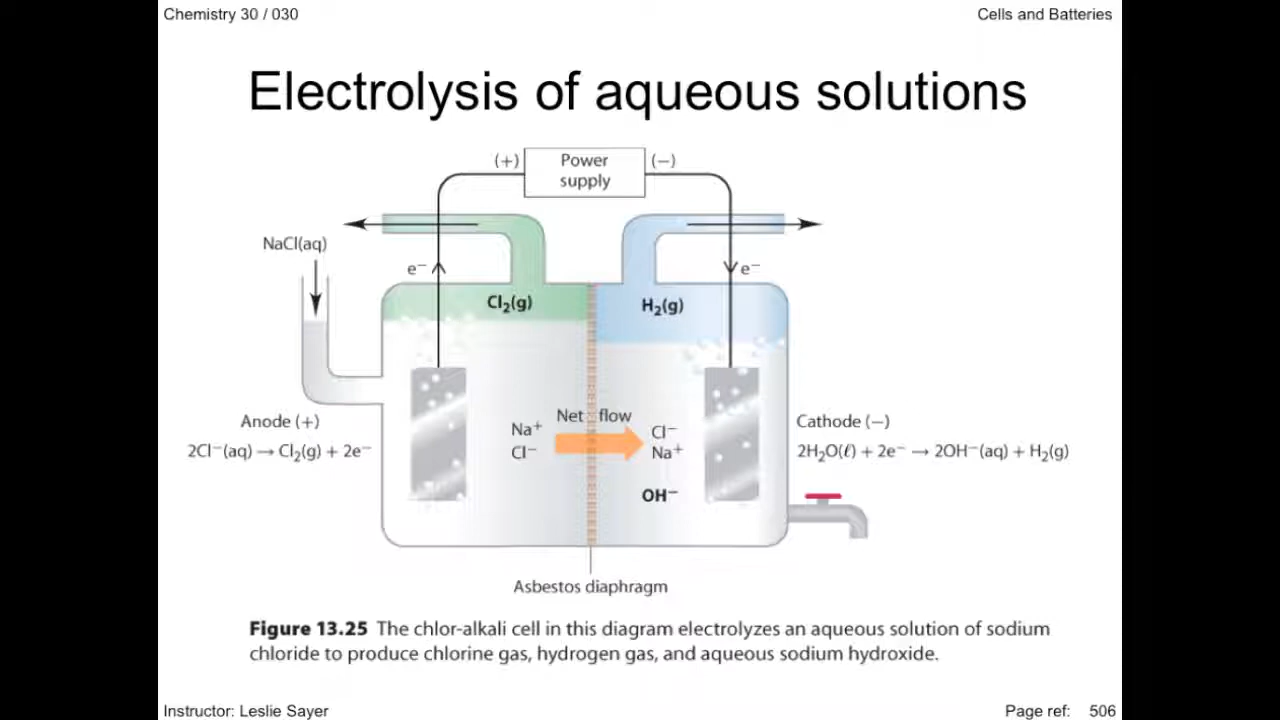 Chemistry 30 / 030
Cells and Batteries
Electrolysis of aqueous solutions
(+)
Power
supply
(−)
NaCl(aq)
e⁻
e⁻
Cl₂(g)
H₂(g)
Anode (+)
2Cl⁻(aq) → Cl₂(g) + 2e⁻
Net flow
Na⁺
Cl⁻
Cl⁻
Na⁺
OH⁻
Cathode (−)
2H₂O(ℓ) + 2e⁻ → 2OH⁻(aq) + H₂(g)
Asbestos diaphragm
Figure 13.25 The chlor-alkali cell in this diagram electrolyzes an aqueous solution of sodium
chloride to produce chlorine gas, hydrogen gas, and aqueous sodium hydroxide.
Instructor: Leslie Sayer
Page ref: 506